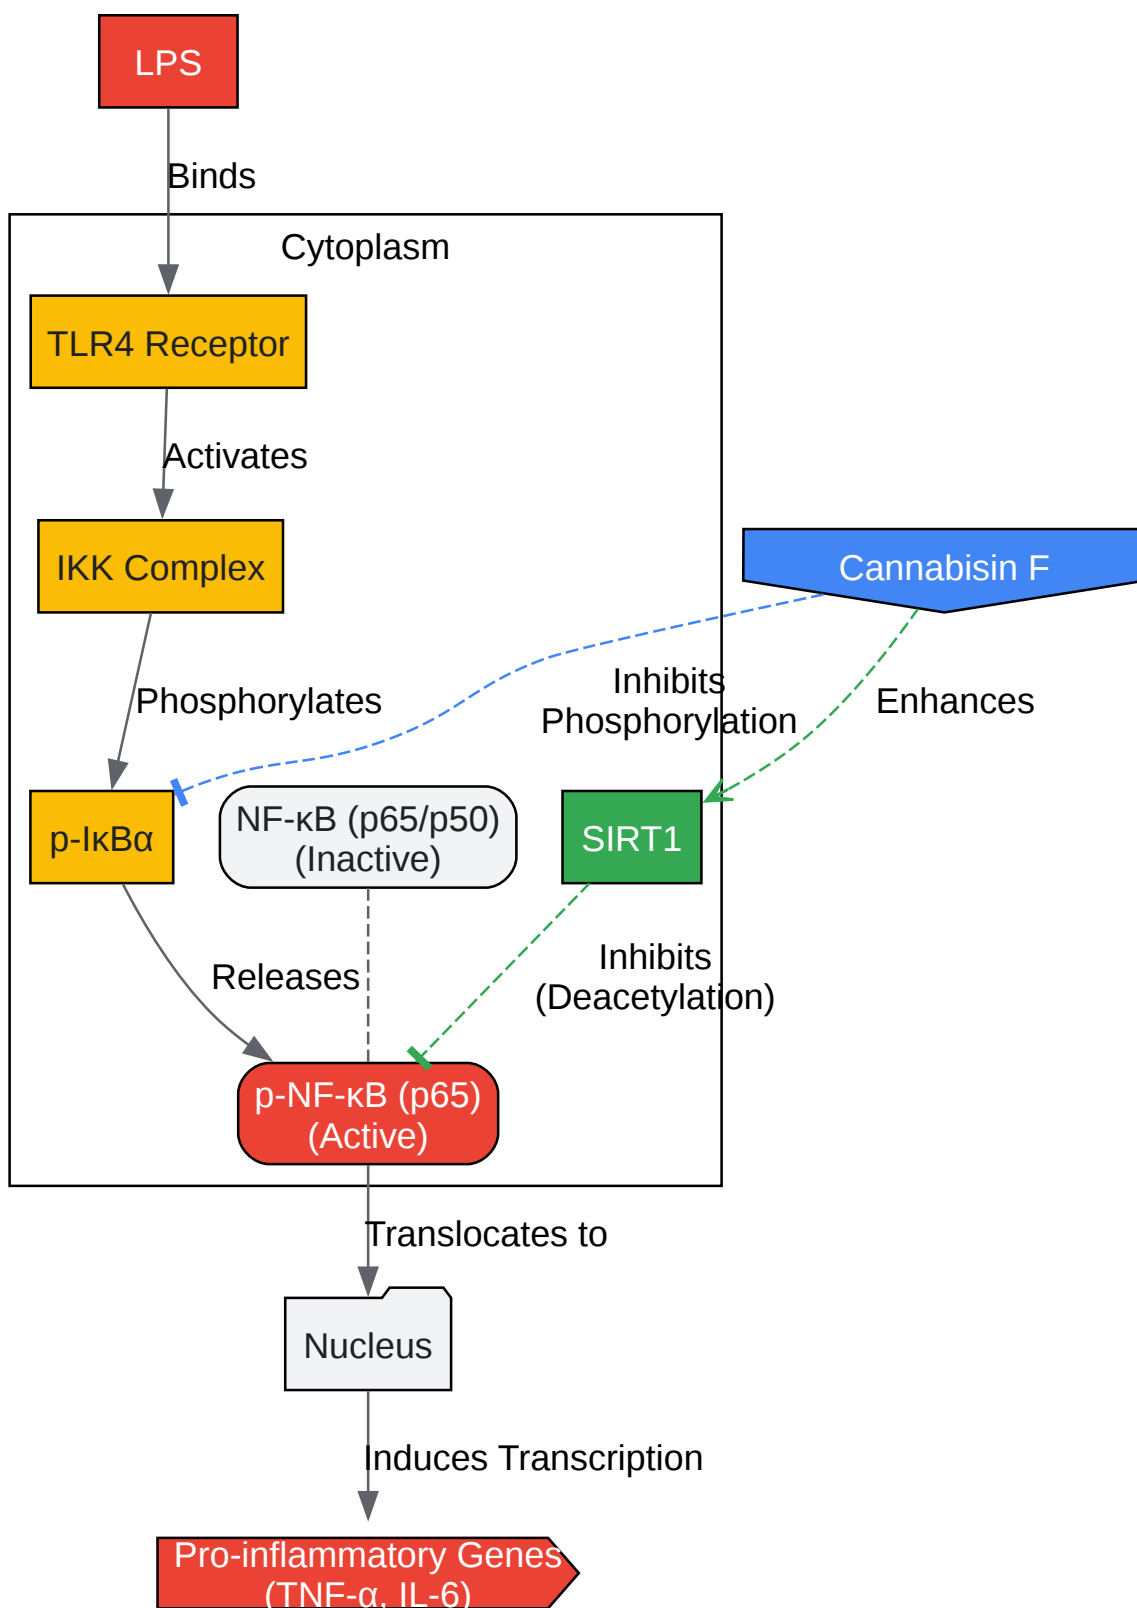 LPS
Binds
Cytoplasm
TLR4 Receptor
Activates
IKK Complex
Cannabisin F
Inhibits
Phosphorylation
Enhances
Phosphorylates
p-IκBα
NF-κB (p65/p50)
(Inactive)
SIRT1
Releases
Inhibits
(Deacetylation)
p-NF-κB (p65)
(Active)
Translocates to
Nucleus
Induces Transcription
Pro-inflammatory Genes
(TNF-α, IL-6)